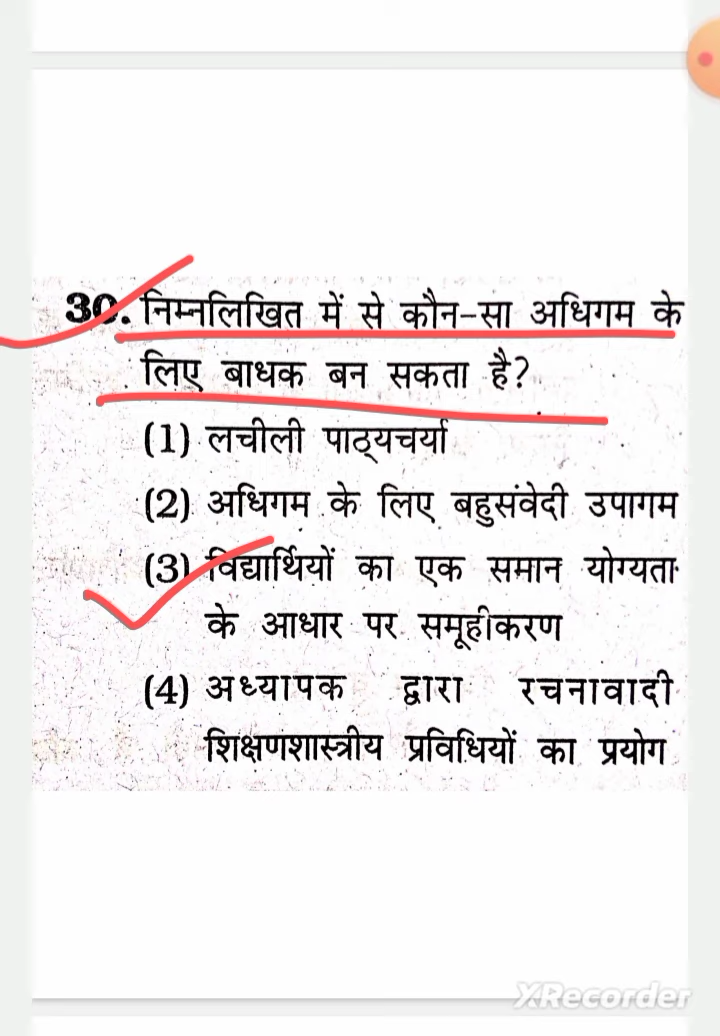 30. निम्नलिखित में से कौन-सा अधिगम के
लिए बाधक बन सकता है?
(1) लचीली पाठ्यचर्या
(2) अधिगम के लिए बहुसंवेदी उपागम
(3) विद्यार्थियों का एक समान योग्यता
के आधार पर समूहीकरण
(4) अध्यापक द्वारा रचनावादी
शिक्षणशास्त्रीय प्रविधियों का प्रयोग
XRecorder